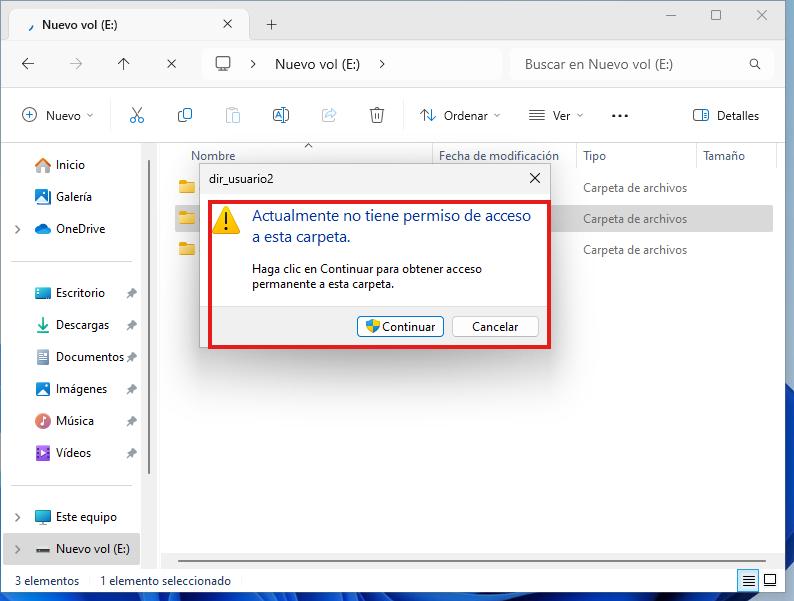 Nuevo vol (E:)
Nuevo vol (E:)
Buscar en Nuevo vol (E:)
Nuevo
A
Ordenar
Ver
Detalles
Nombre
Fecha de modificación
Tipo
Tamaño
Inicio
Galería
OneDrive
Escritorio
Descargas
Documentos
Imágenes
Música
Vídeos
Este equipo
Nuevo vol (E:)
Carpeta de archivos
Carpeta de archivos
Carpeta de archivos
dir_usuario2
Actualmente no tiene permiso de acceso
a esta carpeta.
Haga clic en Continuar para obtener acceso
permanente a esta carpeta.
Continuar
Cancelar
3 elementos
1 elemento seleccionado